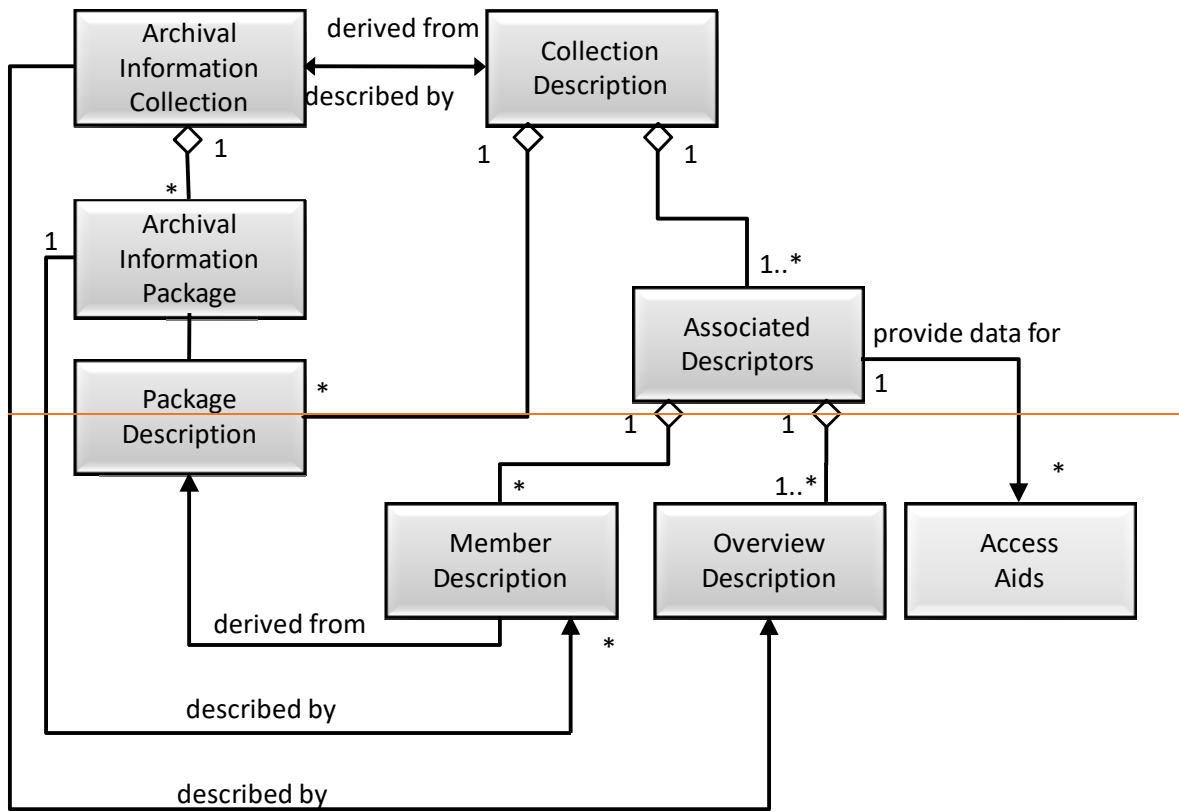 Archival
Information
Collection
derived from
described by
Collection
Description
1
1
1
*
1
Archival
Information
Package
1..*
Associated
Descriptors
provide data for
1
Package
Description
*
1
1
*
*
1..*
Member
Description
Overview
Description
Access
Aids
derived from
*
described by
described by